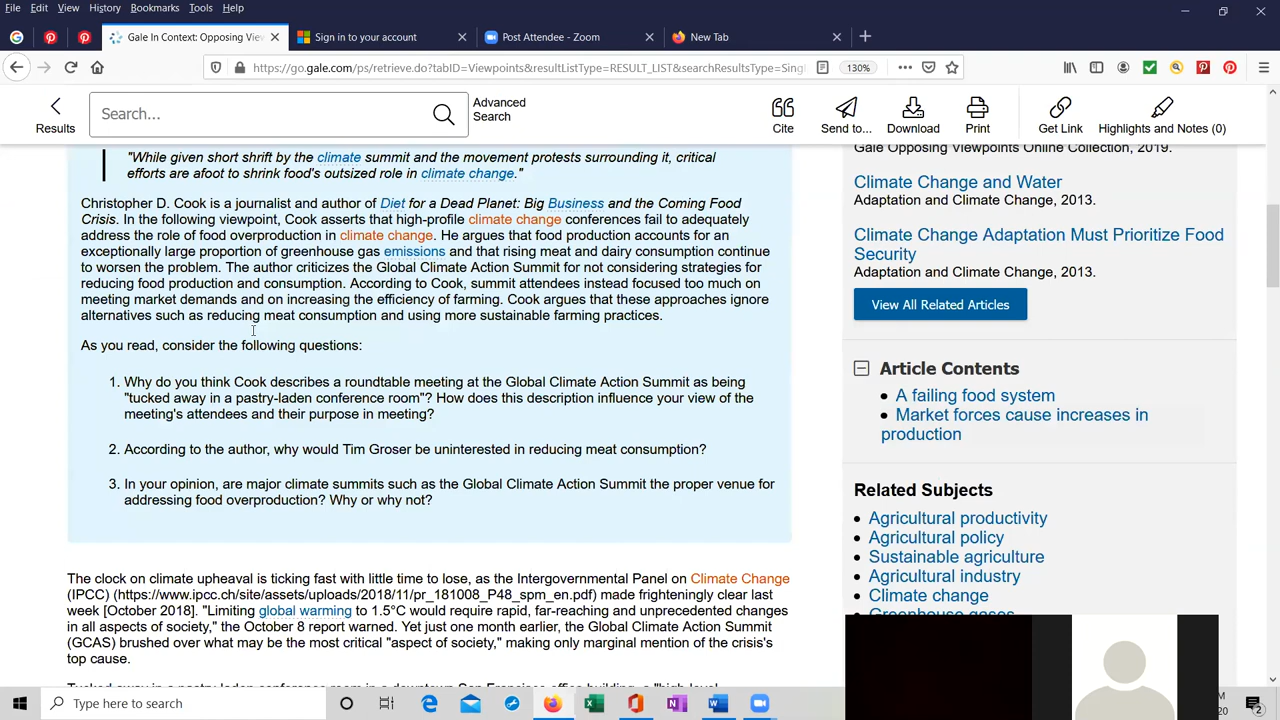 File Edit View History Bookmarks Tools Help
Gale In Context: Opposing View
Sign in to your account
Post Attendee - Zoom
New Tab
https://go.gale.com/ps/retrieve.do?tabID=Viewpoints&resultListType=RESULT_LIST&searchResultsType=Sing
130%
Results
Search...
Advanced
Search
Cite
Send to...
Download
Print
Get Link
Highlights and Notes (0)
"While given short shrift by the climate summit and the movement protests surrounding it, critical
efforts are afoot to shrink food's outsized role in climate change."
Christopher D. Cook is a journalist and author of Diet for a Dead Planet: Big Business and the Coming Food
Crisis. In the following viewpoint, Cook asserts that high-profile climate change conferences fail to adequately
address the role of food overproduction in climate change. He argues that food production accounts for an
exceptionally large proportion of greenhouse gas emissions and that rising meat and dairy consumption continue
to worsen the problem. The author criticizes the Global Climate Action Summit for not considering strategies for
reducing food production and consumption. According to Cook, summit attendees instead focused too much on
meeting market demands and on increasing the efficiency of farming. Cook argues that these approaches ignore
alternatives such as reducing meat consumption and using more sustainable farming practices.
As you read, consider the following questions:
1. Why do you think Cook describes a roundtable meeting at the Global Climate Action Summit as being
"tucked away in a pastry-laden conference room"? How does this description influence your view of the
meeting's attendees and their purpose in meeting?
2. According to the author, why would Tim Groser be uninterested in reducing meat consumption?
3. In your opinion, are major climate summits such as the Global Climate Action Summit the proper venue for
addressing food overproduction? Why or why not?
The clock on climate upheaval is ticking fast with little time to lose, as the Intergovernmental Panel on Climate Change
(IPCC) (https://www.ipcc.ch/site/assets/uploads/2018/11/pr_181008_P48_spm_en.pdf) made frighteningly clear last
week [October 2018]. "Limiting global warming to 1.5°C would require rapid, far-reaching and unprecedented changes
in all aspects of society," the October 8 report warned. Yet just one month earlier, the Global Climate Action Summit
(GCAS) brushed over what may be the most critical "aspect of society," making only marginal mention of the crisis's
top cause.
Tucked away in a pastry-laden conference room in a downtown San Francisco office building, a "high-level
Gale Opposing Viewpoints Online Collection, 2019.
Climate Change and Water
Adaptation and Climate Change, 2013.
Climate Change Adaptation Must Prioritize Food
Security
Adaptation and Climate Change, 2013.
View All Related Articles
Article Contents
A failing food system
Market forces cause increases in
production
Related Subjects
Agricultural productivity
Agricultural policy
Sustainable agriculture
Agricultural industry
Climate change
Greenhouse gases
Type here to search
M
20
2